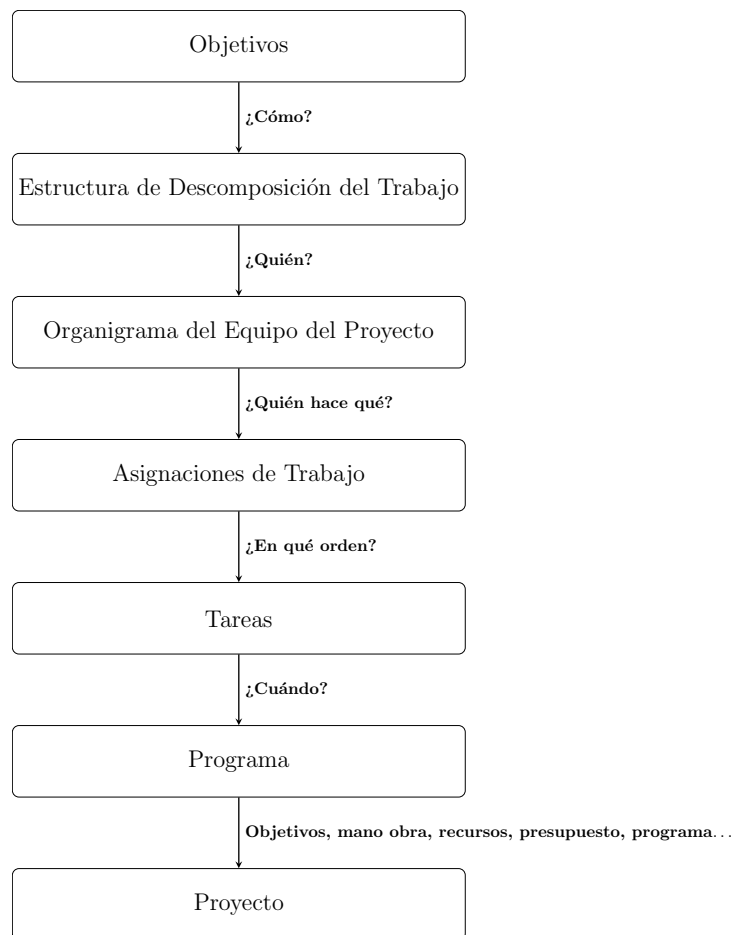 Objetivos
¿Cómo?
Estructura de Descomposición del Trabajo
¿Quién?
Organigrama del Equipo del Proyecto
¿Quién hace qué?
Asignaciones de Trabajo
¿En qué orden?
Tareas
¿Cuándo?
Programa
Objetivos, mano obra, recursos, presupuesto, programa...
Proyecto